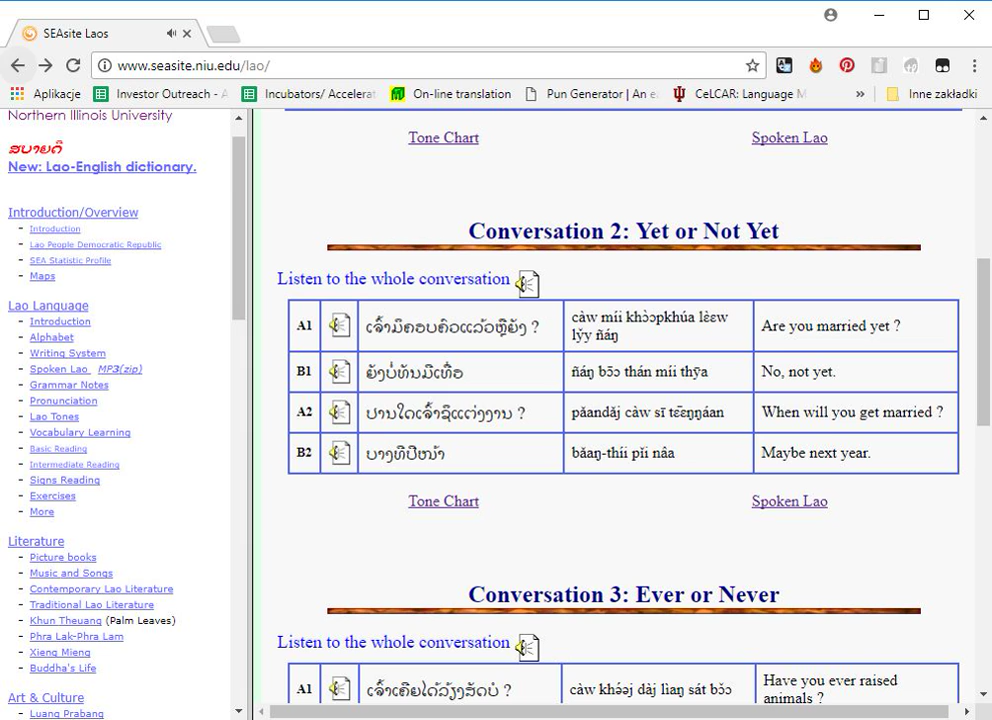 SEAsite Laos
www.seasite.niu.edu/lao/
Aplikacje
Investor Outreach - A
Incubators/ Accelerat
On-line translation
Pun Generator | An e
CeLCAR: Language M
»
Inne zakładki
Northern Illinois University
ສບາຍດີ
New: Lao-English dictionary.
Introduction/Overview
- Introduction
- Lao People Democratic Republic
- SEA Statistic Profile
- Maps
Lao Language
- Introduction
- Alphabet
- Writing System
- Spoken Lao MP3(zip)
- Grammar Notes
- Pronunciation
- Lao Tones
- Vocabulary Learning
- Basic Reading
- Intermediate Reading
- Signs Reading
- Exercises
- More
Literature
- Picture books
- Music and Songs
- Contemporary Lao Literature
- Traditional Lao Literature
- Khun Theuang (Palm Leaves)
- Phra Lak-Phra Lam
- Xieng Mieng
- Buddha's Life
Art & Culture
- Luang Prabang
Tone Chart Spoken Lao
Conversation 2: Yet or Not Yet
Listen to the whole conversation
A1 ເຈົ້າມີຄອບຄົວແລ້ວຫຼືຍັງ ? càw míi khɔ̀ɔpkhúa lɛ̀ɛw Are you married yet ?
lɤ̌y ñáŋ
B1 ຍັງບໍ່ທັນມີເທື່ອ ñáŋ bɔ̄ɔ thán míi thȳa No, not yet.
A2 ປານໃດເຈົ້າຊິແຕ່ງງານ ? pǎandǎj càw sī tɛ̄ɛŋŋáan When will you get married ?
B2 ບາງທີປີໜ້າ bǎaŋ-thíi pǐi nâa Maybe next year.
Tone Chart Spoken Lao
Conversation 3: Ever or Never
Listen to the whole conversation
A1 ເຈົ້າເຄີຍໄດ້ລ້ຽງສັດບໍ ? càw khə́əj dàj lìaŋ sát bɔ̌ɔ Have you ever raised
animals ?